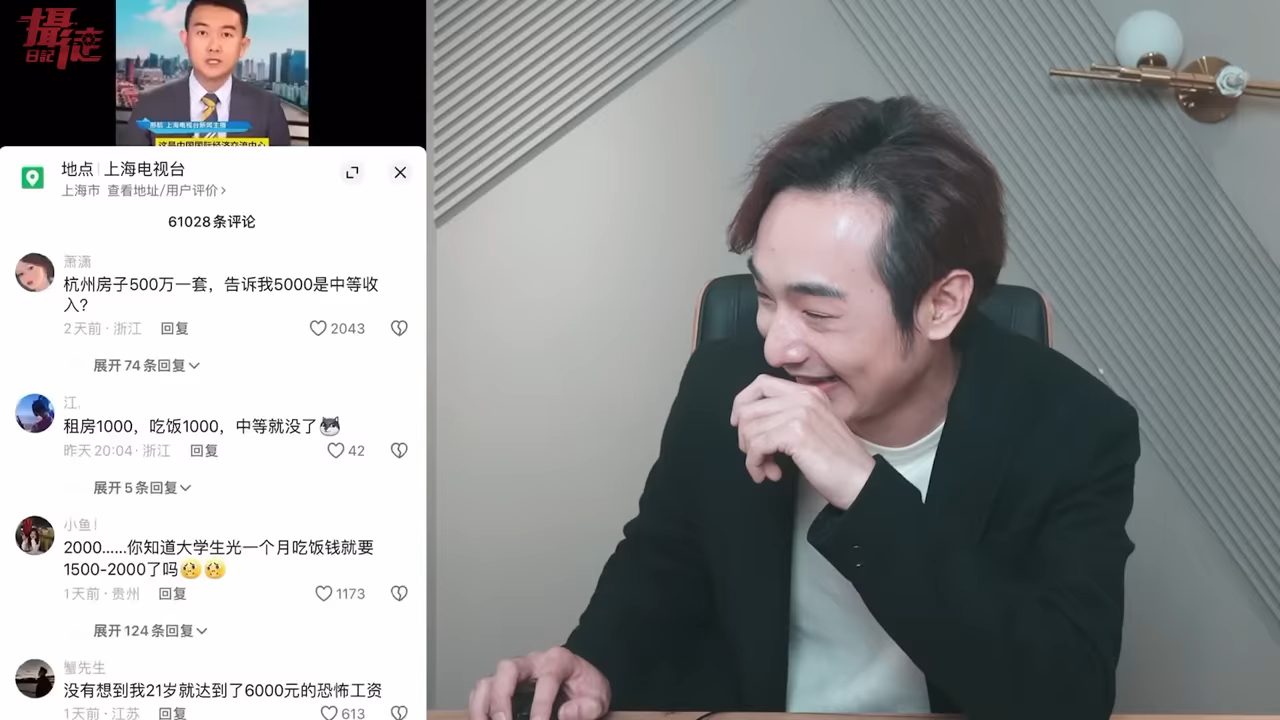 攝徒
日記
郭航 上海电视台新闻主播
这是中国国际经济交流中心
地点 | 上海电视台
上海市 查看地址/用户评价 >
61028条评论
萧潇
杭州房子500万一套，告诉我5000是中等收
入?
2天前 · 浙江 回复 2043
展开74条回复
江.
租房1000，吃饭1000，中等就没了
昨天20:04 · 浙江 回复 42
展开5条回复
小鱼！
2000......你知道大学生光一个月吃饭钱就要
1500-2000了吗
1天前 · 贵州 回复 1173
展开124条回复
蟹先生
没有想到我21岁就达到了6000元的恐怖工资
1天前 · 江苏 回复 613